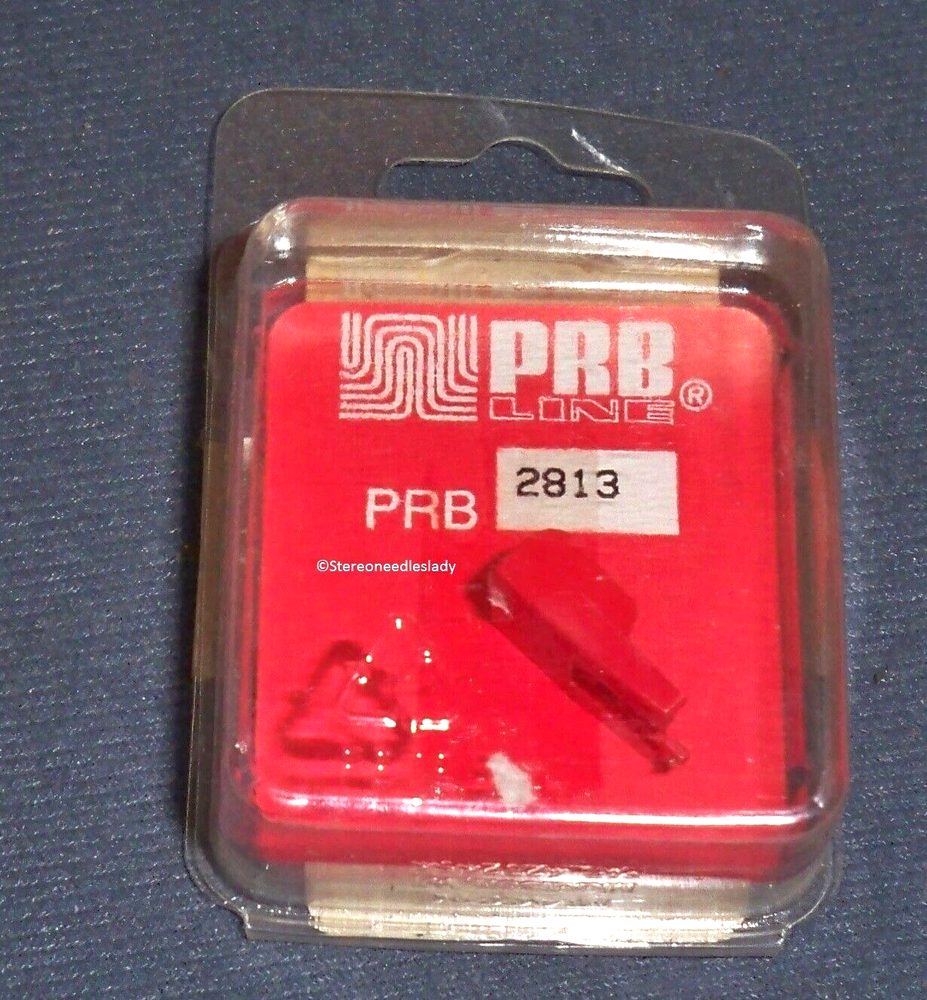 PRB
LINE®
2813
PRB
©Stereoneedleslady